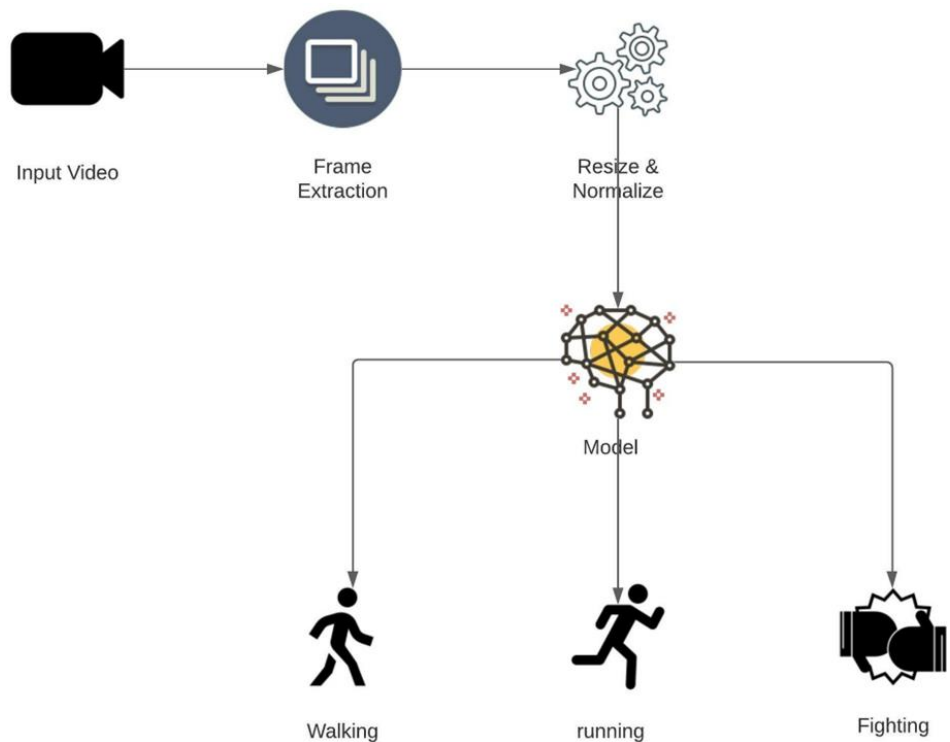 Input Video
Frame
Extraction
Resize &
Normalize
Model
Walking
running
Fighting